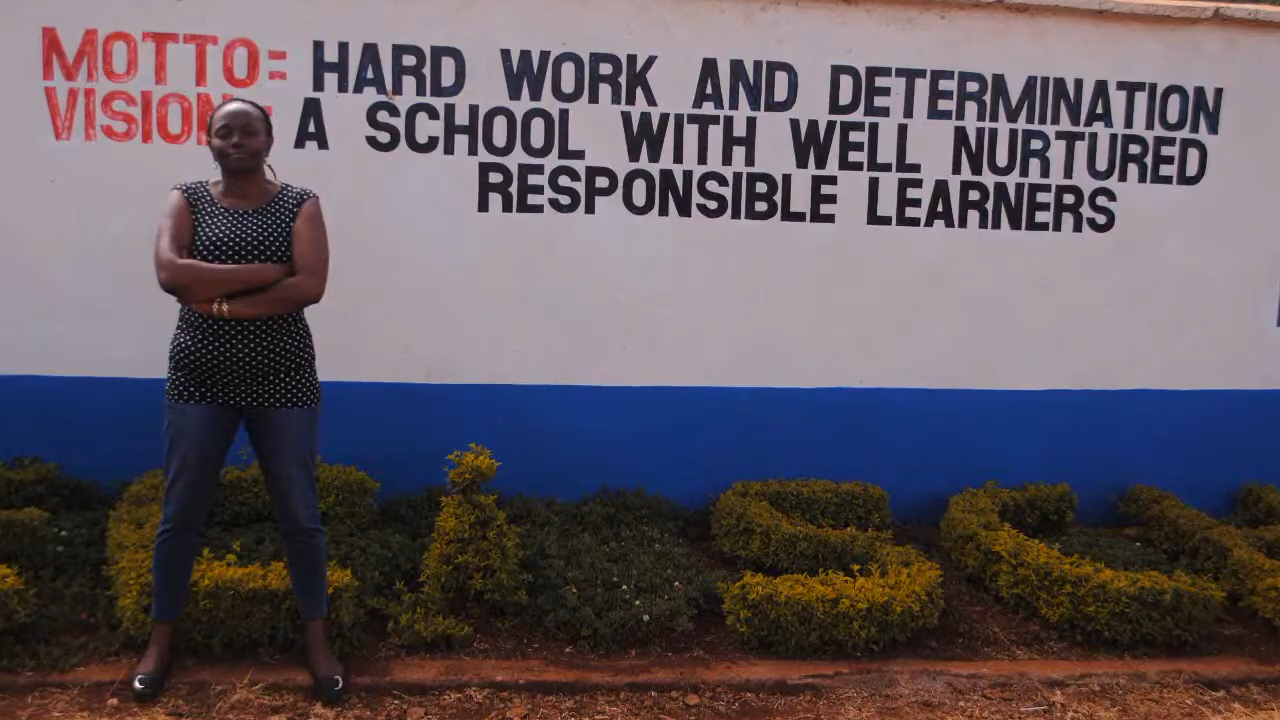 MOTTO: HARD WORK AND DETERMINATION
VISION: A SCHOOL WITH WELL NURTURED
RESPONSIBLE LEARNERS